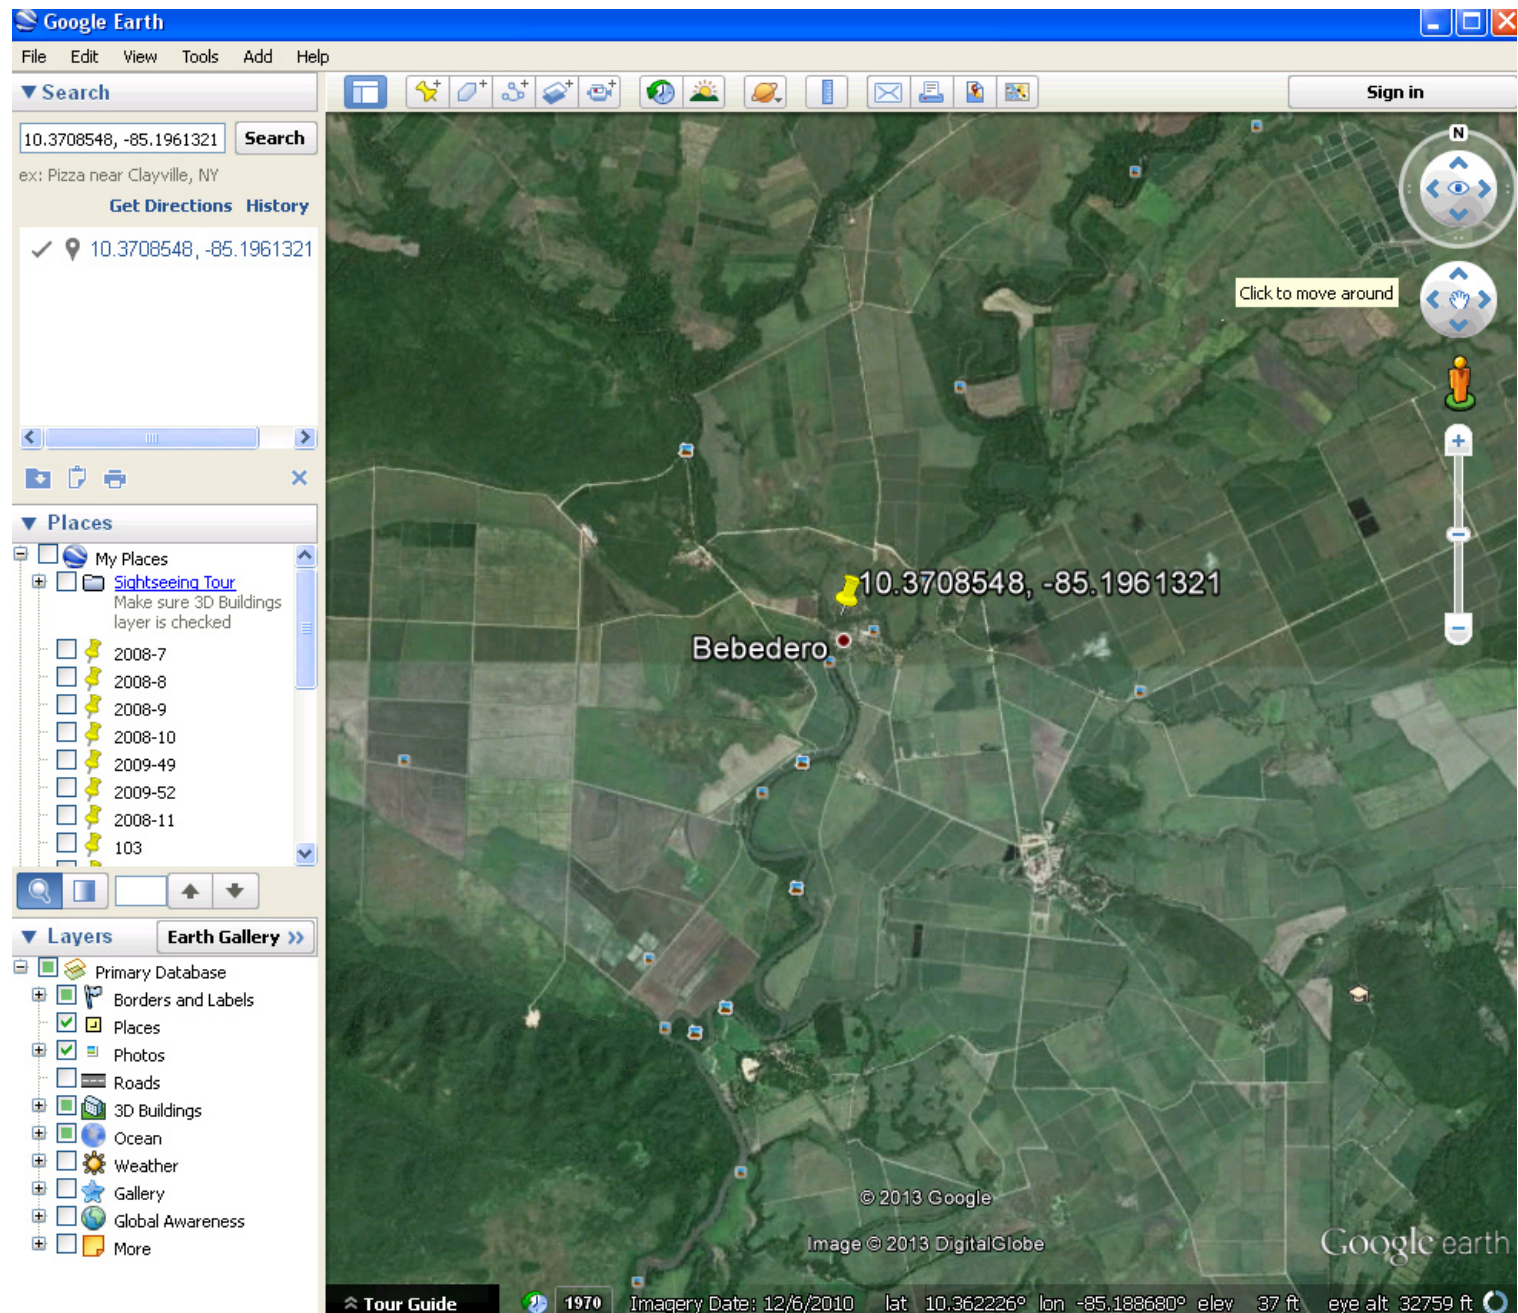 Google Earth
File Edit View Tools Add Help
Search
10.3708548, -85.1961321 Search
ex: Pizza near Clayville, NY
Get Directions History
10.3708548, -85.1961321
Places
My Places
Sightseeing Tour
Make sure 3D Buildings
layer is checked
2008-7
2008-8
2008-9
2008-10
2009-49
2009-52
2008-11
103
Layers Earth Gallery >>
Primary Database
Borders and Labels
Places
Photos
Roads
3D Buildings
Ocean
Weather
Gallery
Global Awareness
More
Sign in
N
Click to move around
10.3708548, -85.1961321
Bebedero
© 2013 Google
Image © 2013 DigitalGlobe
Google earth
Tour Guide 1970 Imagery Date: 12/6/2010 lat 10.362226° lon -85.188680° elev 37 ft eye alt 32759 ft